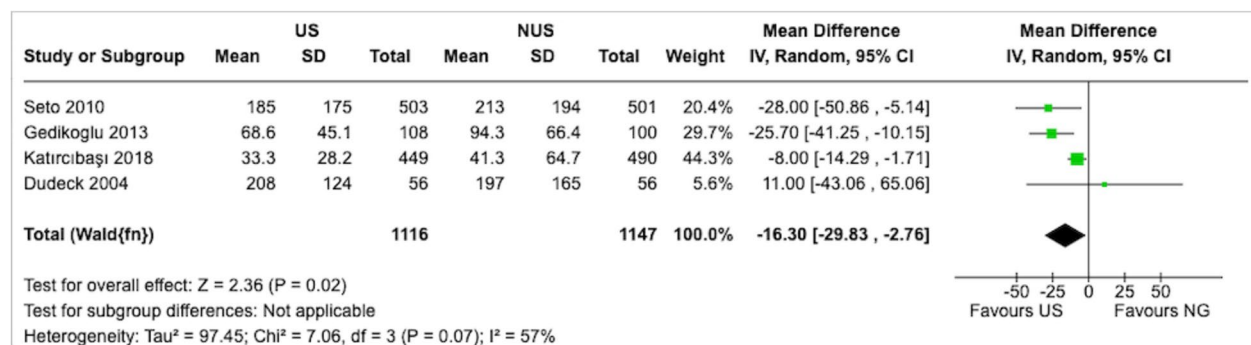 US NUS Mean Difference Mean Difference
Study or Subgroup Mean SD Total Mean SD Total Weight IV, Random, 95% CI IV, Random, 95% CI
Seto 2010 185 175 503 213 194 501 20.4% -28.00 [-50.86 , -5.14]
Gedikoglu 2013 68.6 45.1 108 94.3 66.4 100 29.7% -25.70 [-41.25 , -10.15]
Katırcıbaşı 2018 33.3 28.2 449 41.3 64.7 490 44.3% -8.00 [-14.29 , -1.71]
Dudeck 2004 208 124 56 197 165 56 5.6% 11.00 [-43.06 , 65.06]
Total (Wald{fn}) 1116 1147 100.0% -16.30 [-29.83 , -2.76]
Test for overall effect: Z = 2.36 (P = 0.02)
-50 -25 0 25 50
Test for subgroup differences: Not applicable
Favours US Favours NG
Heterogeneity: Tau² = 97.45; Chi² = 7.06, df = 3 (P = 0.07); I² = 57%